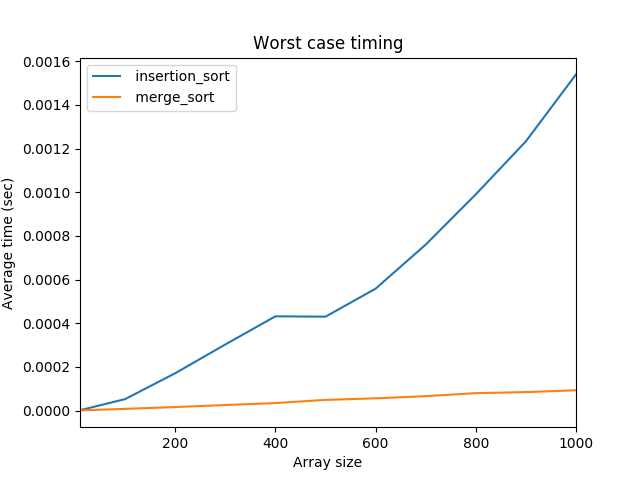 Worst case timing
insertion_sort
merge_sort
0.0016
0.0014
0.0012
0.0010
0.0008
0.0006
0.0004
0.0002
0.0000
Average time (sec)
200 400 600 800 1000
Array size